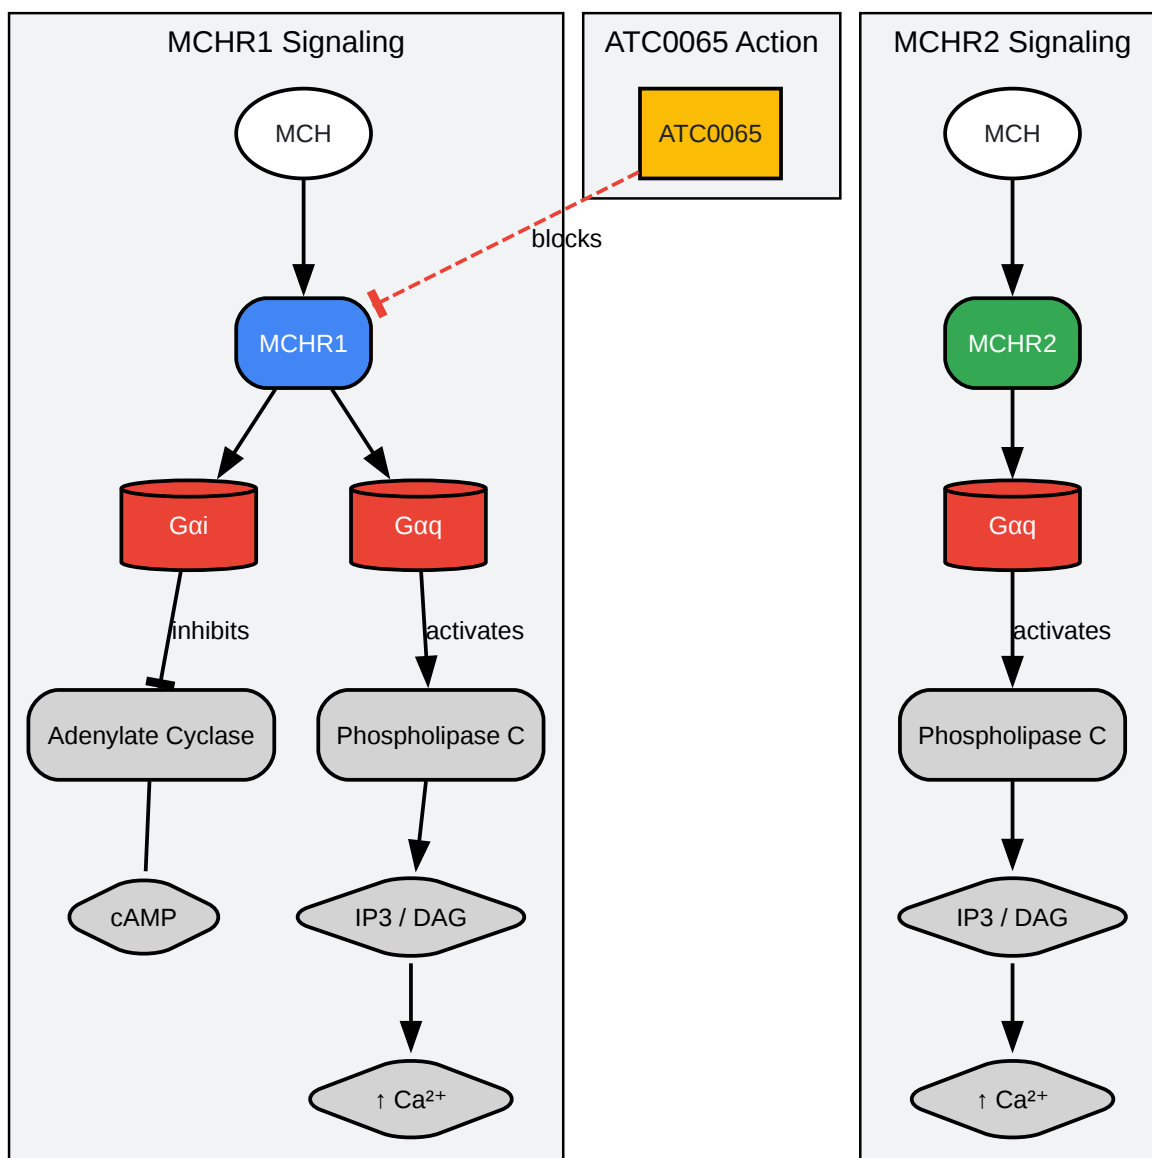 MCHR1 Signaling
MCH
MCHR1
Gαi
Gαq
inhibits
activates
Adenylate Cyclase
Phospholipase C
cAMP
IP3 / DAG
↑ Ca²⁺
ATC0065 Action
ATC0065
blocks
MCHR2 Signaling
MCH
MCHR2
Gαq
activates
Phospholipase C
IP3 / DAG
↑ Ca²⁺